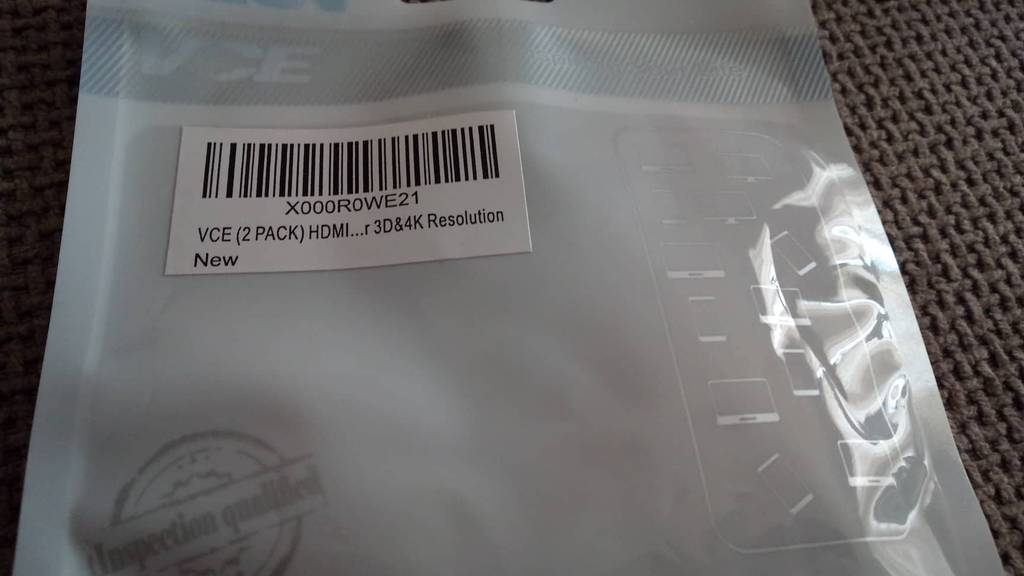 VCE
X000R0WE21
VCE (2 PACK) HDMI...r 3D&4K Resolution
New
Inspection qualified